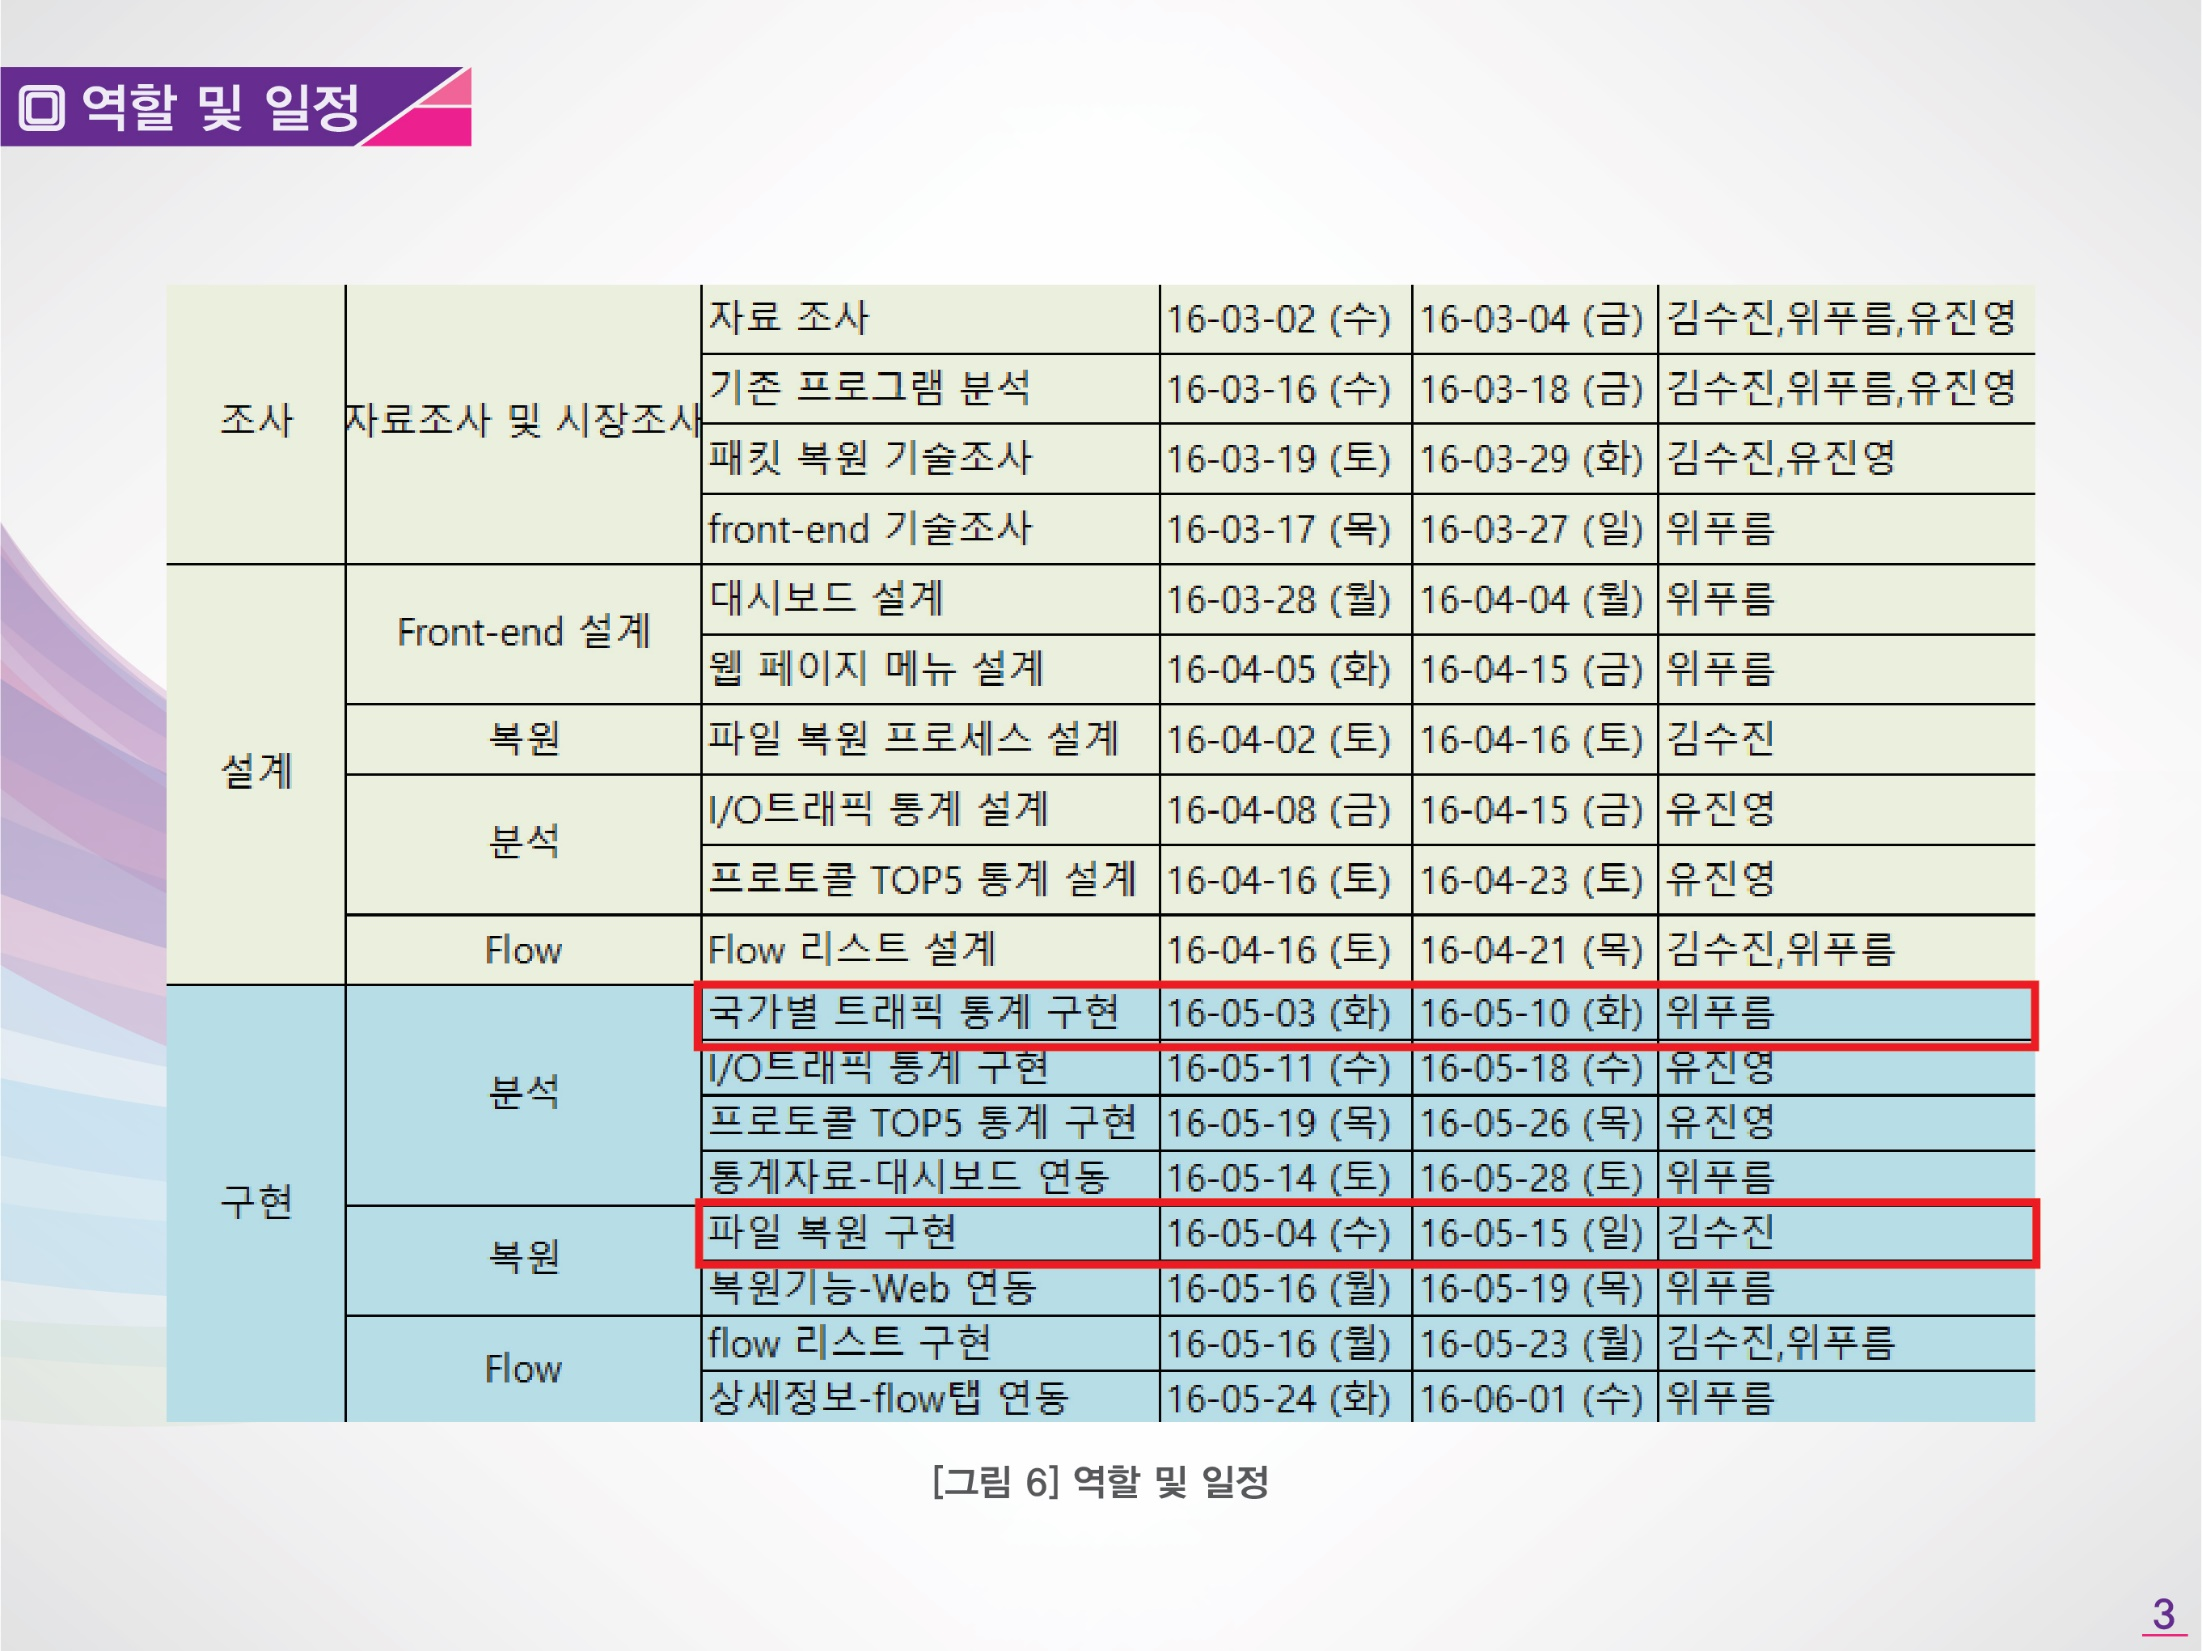 역할 및 일정
조사
자료조사 및 시장조사
자료 조사 16-03-02 (수) 16-03-04 (금) 김수진,위푸름,유진영
기존 프로그램 분석 16-03-16 (수) 16-03-18 (금) 김수진,위푸름,유진영
패킷 복원 기술조사 16-03-19 (토) 16-03-29 (화) 김수진,유진영
front-end 기술조사 16-03-17 (목) 16-03-27 (일) 위푸름
설계
Front-end 설계
대시보드 설계 16-03-28 (월) 16-04-04 (월) 위푸름
웹 페이지 메뉴 설계 16-04-05 (화) 16-04-15 (금) 위푸름
복원 파일 복원 프로세스 설계 16-04-02 (토) 16-04-16 (토) 김수진
분석
I/O트래픽 통계 설계 16-04-08 (금) 16-04-15 (금) 유진영
프로토콜 TOP5 통계 설계 16-04-16 (토) 16-04-23 (토) 유진영
Flow Flow 리스트 설계 16-04-16 (토) 16-04-21 (목) 김수진,위푸름
구현
분석
국가별 트래픽 통계 구현 16-05-03 (화) 16-05-10 (화) 위푸름
I/O트래픽 통계 구현 16-05-11 (수) 16-05-18 (수) 유진영
프로토콜 TOP5 통계 구현 16-05-19 (목) 16-05-26 (목) 유진영
통계자료-대시보드 연동 16-05-14 (토) 16-05-28 (토) 위푸름
복원
파일 복원 구현 16-05-04 (수) 16-05-15 (일) 김수진
복원기능-Web 연동 16-05-16 (월) 16-05-19 (목) 위푸름
Flow
flow 리스트 구현 16-05-16 (월) 16-05-23 (월) 김수진,위푸름
상세정보-flow탭 연동 16-05-24 (화) 16-06-01 (수) 위푸름
[그림 6] 역할 및 일정
3